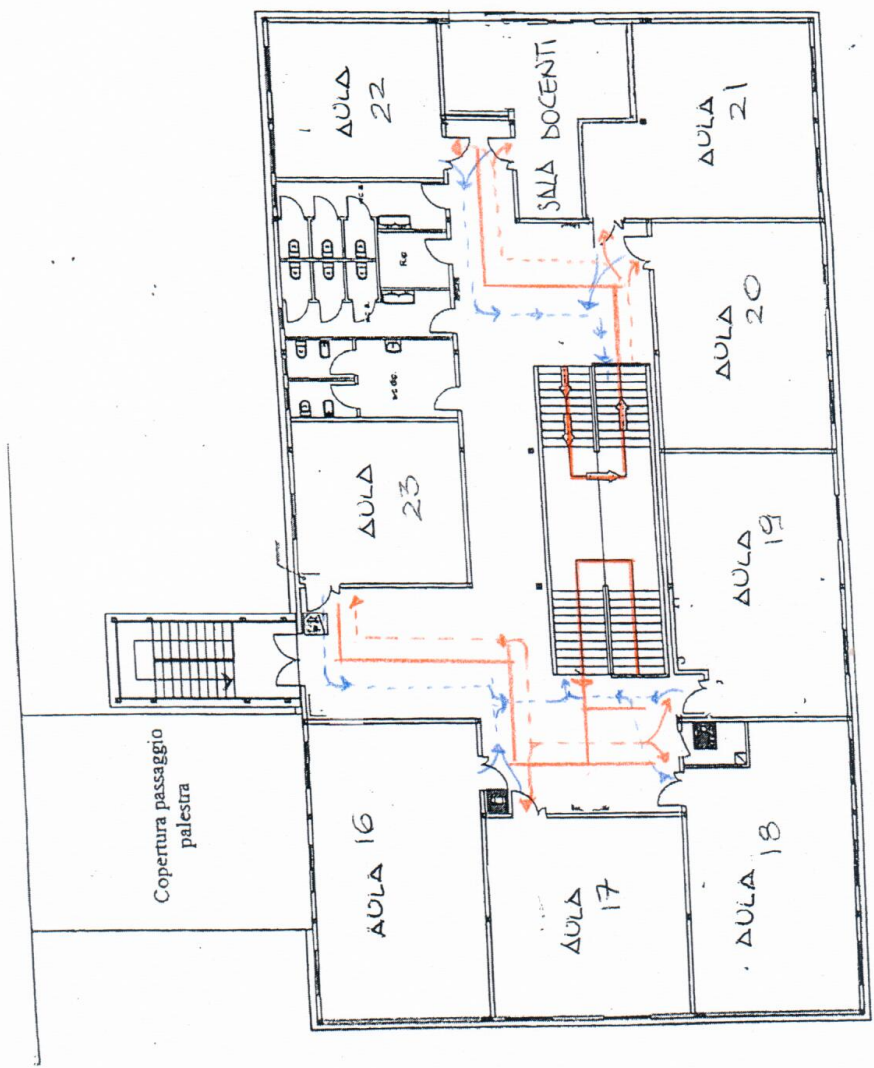 AULA
22
SALA DOCENTI
AULA
21
AULA
20
AULA
23
AULA
19
Copertura passaggio
palestra
AULA 16
AULA
17
AULA
18